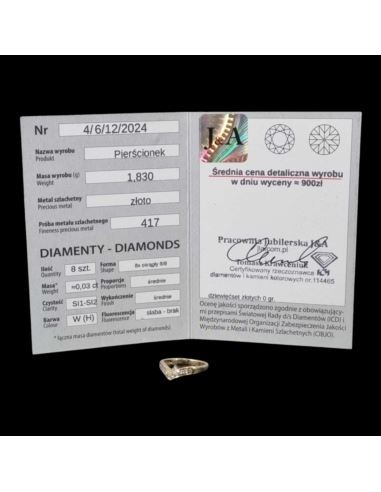 Nr 4/6/12/2024
Nazwa wyrobu Pierścionek
Produkt
Masa wyrobu (g) 1,830
Weight
Metal szlachetny złoto
Precious metal
Próba metalu szlachetnego 417
Fineness precious metal
DIAMENTY - DIAMONDS
Ilość 8 szt. Forma 8x okrągły 8/8
Quantity Shape
Masa* ≈0,03 ct Proporcje średnie
Weight Proportions
Czystość SI1-SI2 Wykończenie średnie
Clarity Finish
Barwa W (H) Fluorescencja słaba - brak
Colour Fluorescence
* łączna masa diamentów (total weight of diamonds)
J A
Średnia cena detaliczna wyrobu
w dniu wyceny ≈ 900zł
Pracownia Jubilerska J&A
Tomasz Krawczenluk
Certyfikowany rzeczoznawca
diamentów i kamieni kolorowych nr.114465
dziewięćset złotych 0 gr.
Ocenę jakości sporządzono zgodnie z obowiązują-
cymi przepisami Światowej Rady d/s Diamentów (ICD) i
Międzynarodowej Organizacji Zabezpieczenia Jakości
Wyrobów z Metali i Kamieni Szlachetnych (CIBJO).